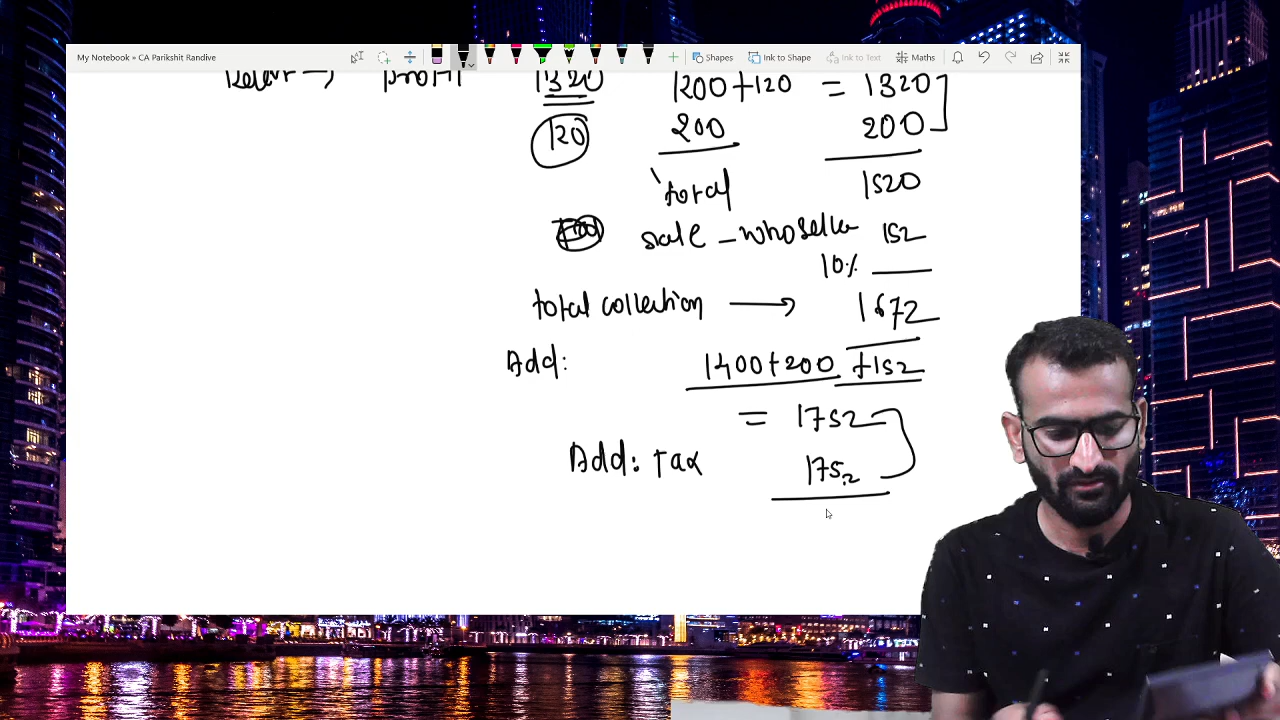 My Notebook » CA Parikshit Randive
Shapes Ink to Shape Ink to Text Maths
profit 1320 1200+120 = 1320
120 200 200
total 1520
sale - whoseller 152
10%
total collection → 1672
Add: 1400+200 +152
= 1752
Add: Tax 175.2